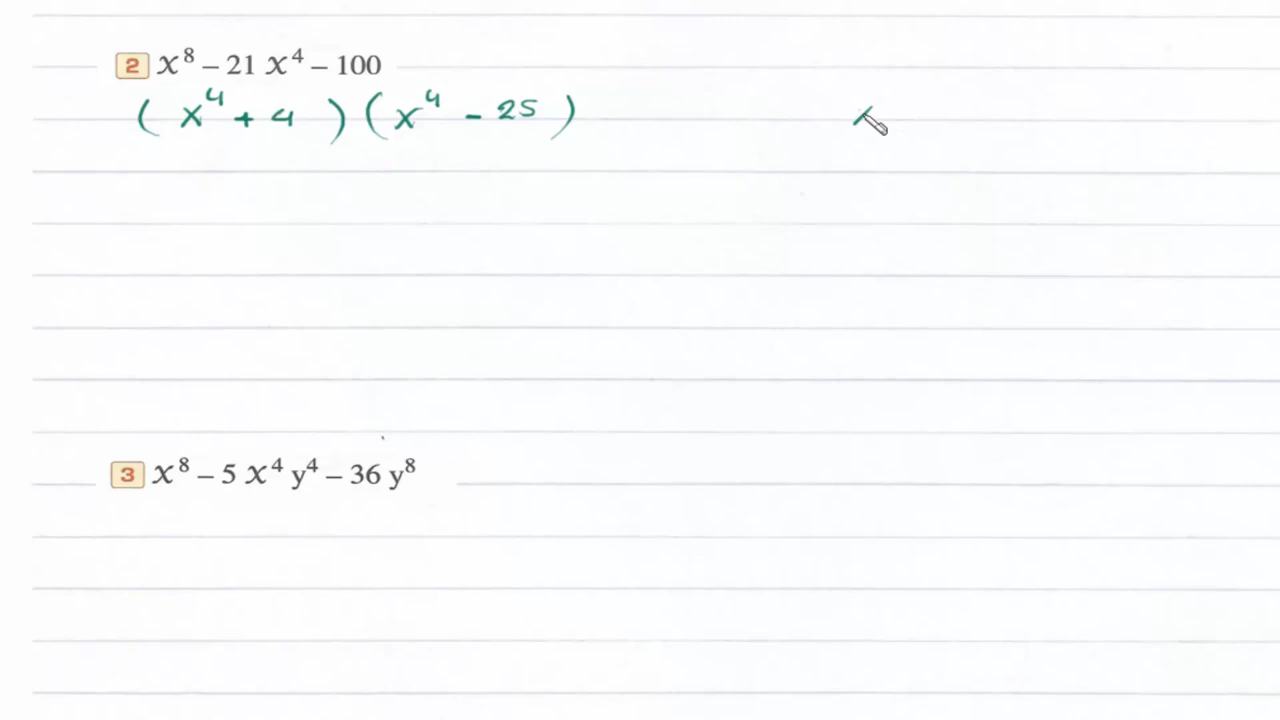 2 x⁸ – 21 x⁴ – 100
( x⁴ + 4 ) ( x⁴ - 25 )
3 x⁸ – 5 x⁴ y⁴ – 36 y⁸